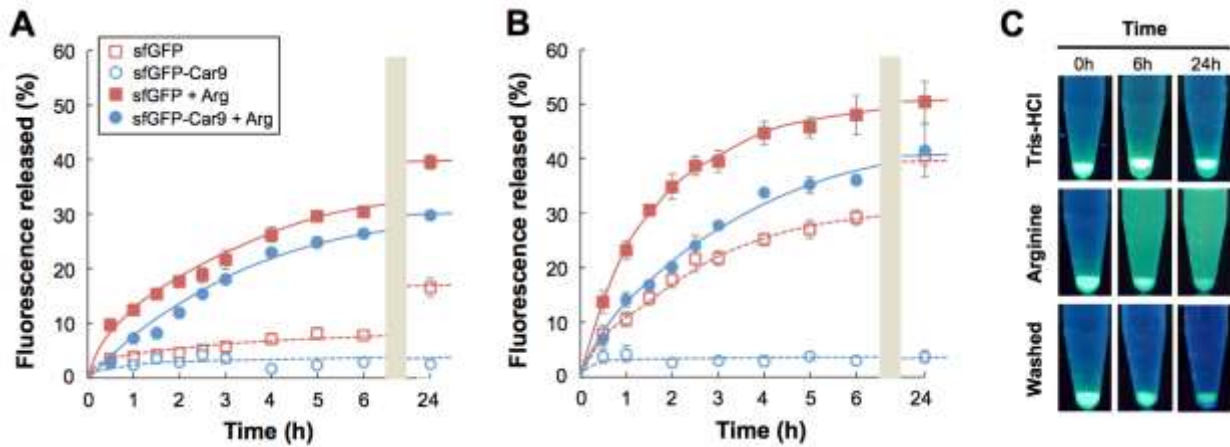 A
Fluorescence released (%)
60
50
40
30
20
10
0
sfGFP
sfGFP-Car9
sfGFP + Arg
sfGFP-Car9 + Arg
0 1 2 3 4 5 6 24
Time (h)
B
Fluorescence released (%)
60
50
40
30
20
10
0
0 1 2 3 4 5 6 24
Time (h)
C
Time
0h 6h 24h
Tris-HCl
Arginine
Washed